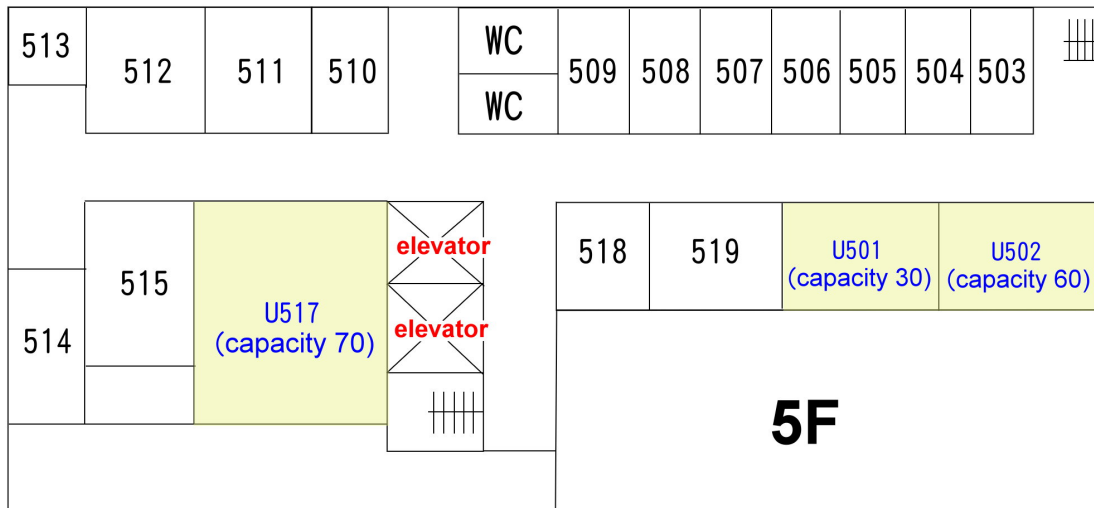 513
512
511
510
WC
WC
509
508
507
506
505
504
503
514
515
U517
(capacity 70)
elevator
elevator
518
519
U501
(capacity 30)
U502
(capacity 60)
5F